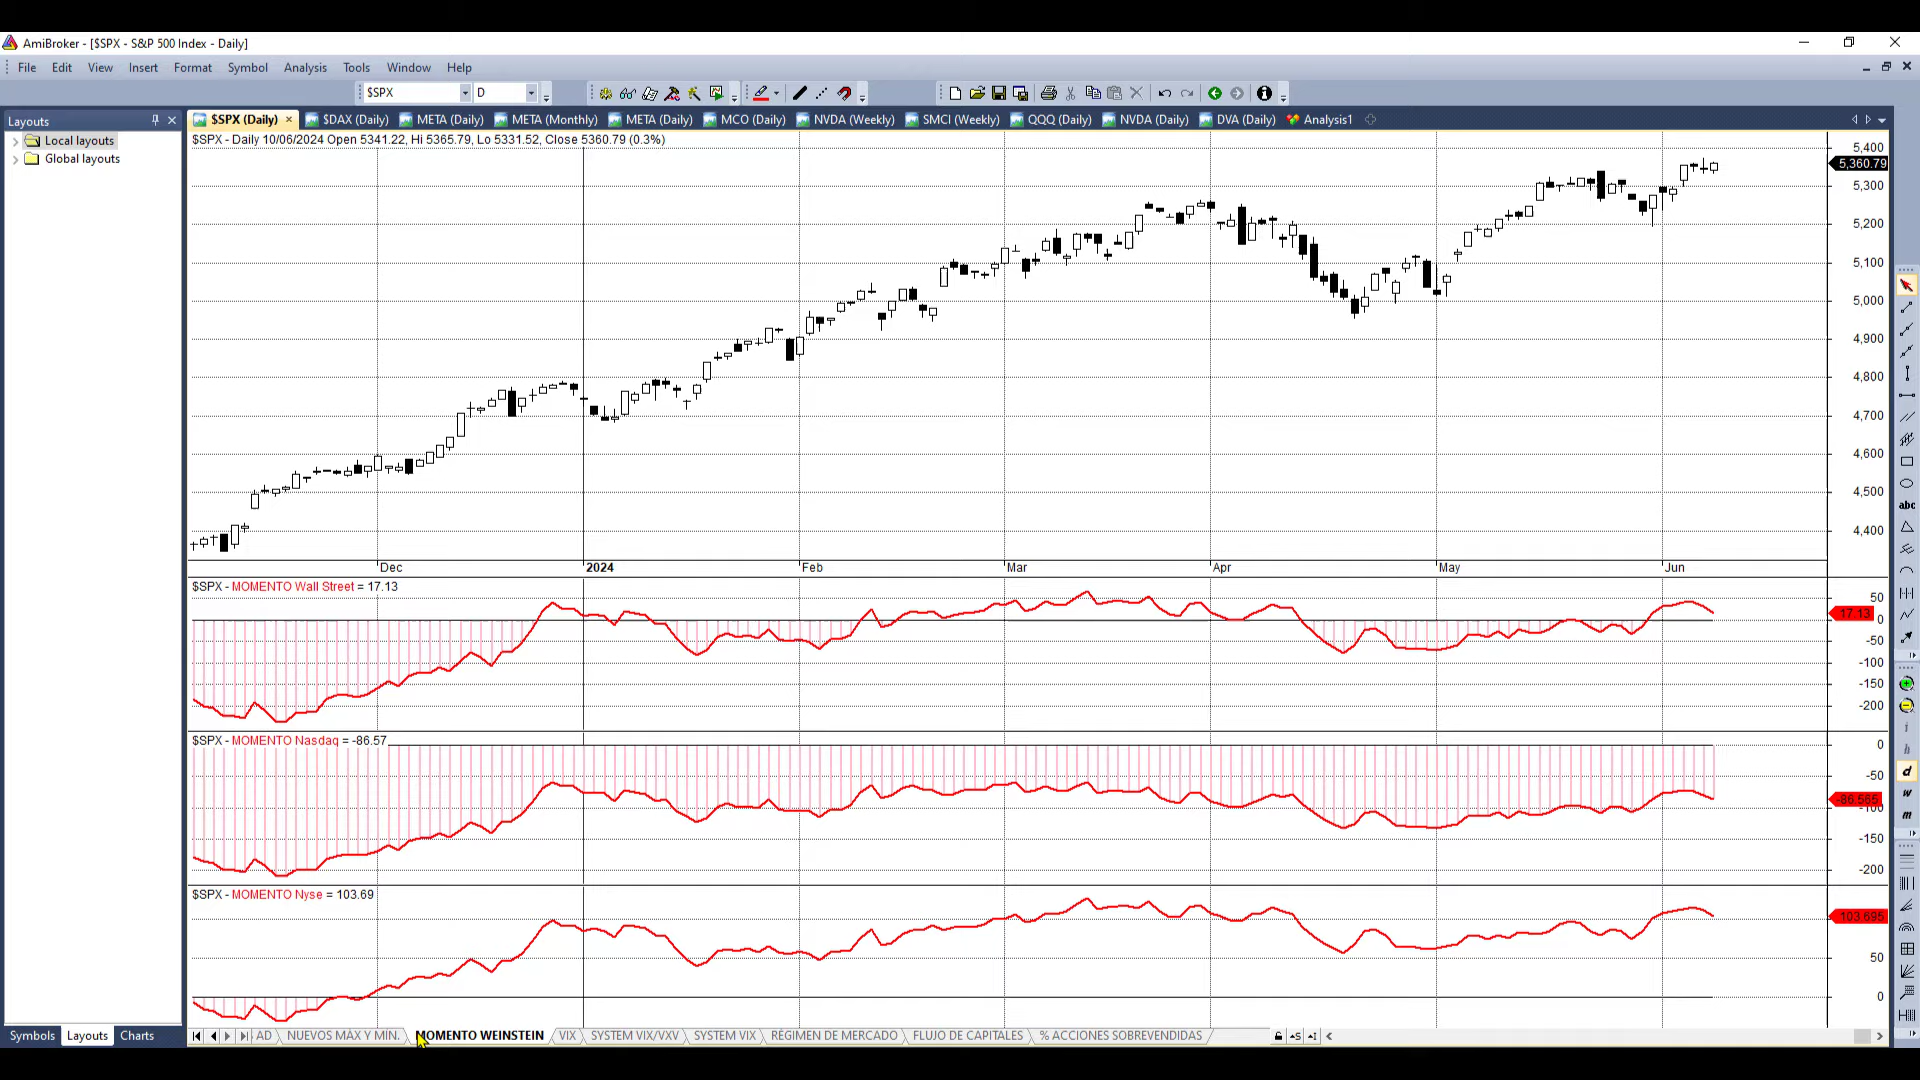 AmiBroker - [$SPX - S&P 500 Index - Daily]
File Edit View Insert Format Symbol Analysis Tools Window Help
$SPX D
Layouts
Local layouts
Global layouts
$SPX (Daily) $DAX (Daily) META (Daily) META (Monthly) META (Daily) MCO (Daily) NVDA (Weekly) SMCI (Weekly) QQQ (Daily) NVDA (Daily) DVA (Daily) Analysis1
$SPX - Daily 10/06/2024 Open 5341.22, Hi 5365.79, Lo 5331.52, Close 5360.79 (0.3%)
5,400
5,360.79
5,300
5,200
5,100
5,000
4,900
4,800
4,700
4,600
4,500
4,400
Dec 2024 Feb Mar Apr May Jun
$SPX - MOMENTO Wall Street = 17.13
50
17.13
0
-50
-100
-150
-200
$SPX - MOMENTO Nasdaq = -86.57
0
-50
-86.565
-100
-150
-200
$SPX - MOMENTO Nyse = 103.69
103.695
50
0
abc
i
h
d
w
m
Symbols Layouts Charts
AD NUEVOS MAX Y MIN. MOMENTO WEINSTEIN VIX SYSTEM VIX/VXV SYSTEM VIX RÉGIMEN DE MERCADO FLUJO DE CAPITALES % ACCIONES SOBREVENDIDAS